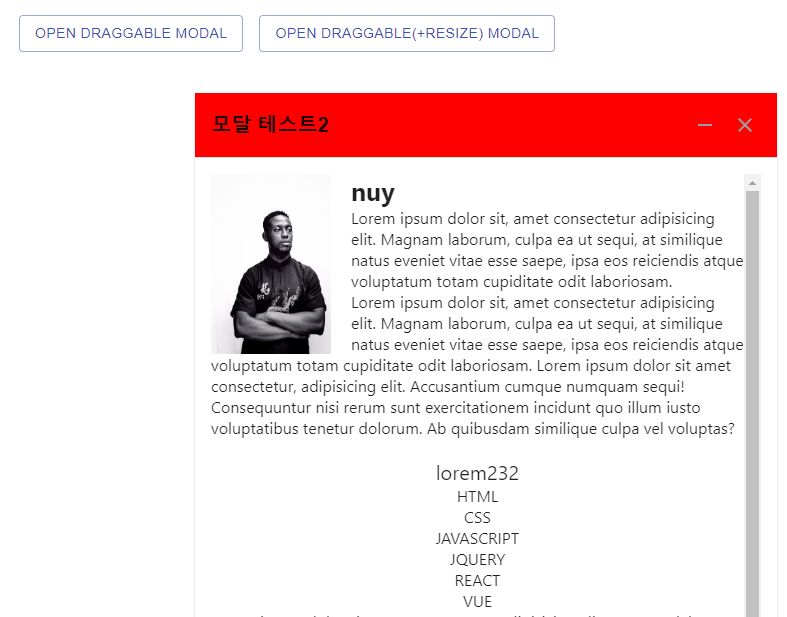 OPEN DRAGGABLE MODAL
OPEN DRAGGABLE(+RESIZE) MODAL
모달 테스트2
nuy
Lorem ipsum dolor sit, amet consectetur adipisicing
elit. Magnam laborum, culpa ea ut sequi, at similique
natus eveniet vitae esse saepe, ipsa eos reiciendis atque
voluptatum totam cupiditate odit laboriosam.
Lorem ipsum dolor sit, amet consectetur adipisicing
elit. Magnam laborum, culpa ea ut sequi, at similique
natus eveniet vitae esse saepe, ipsa eos reiciendis atque
voluptatum totam cupiditate odit laboriosam. Lorem ipsum dolor sit amet
consectetur, adipisicing elit. Accusantium cumque numquam sequi!
Consequuntur nisi rerum sunt exercitationem incidunt quo illum iusto
voluptatibus tenetur dolorum. Ab quibusdam similique culpa vel voluptas?
lorem232
HTML
CSS
JAVASCRIPT
JQUERY
REACT
VUE